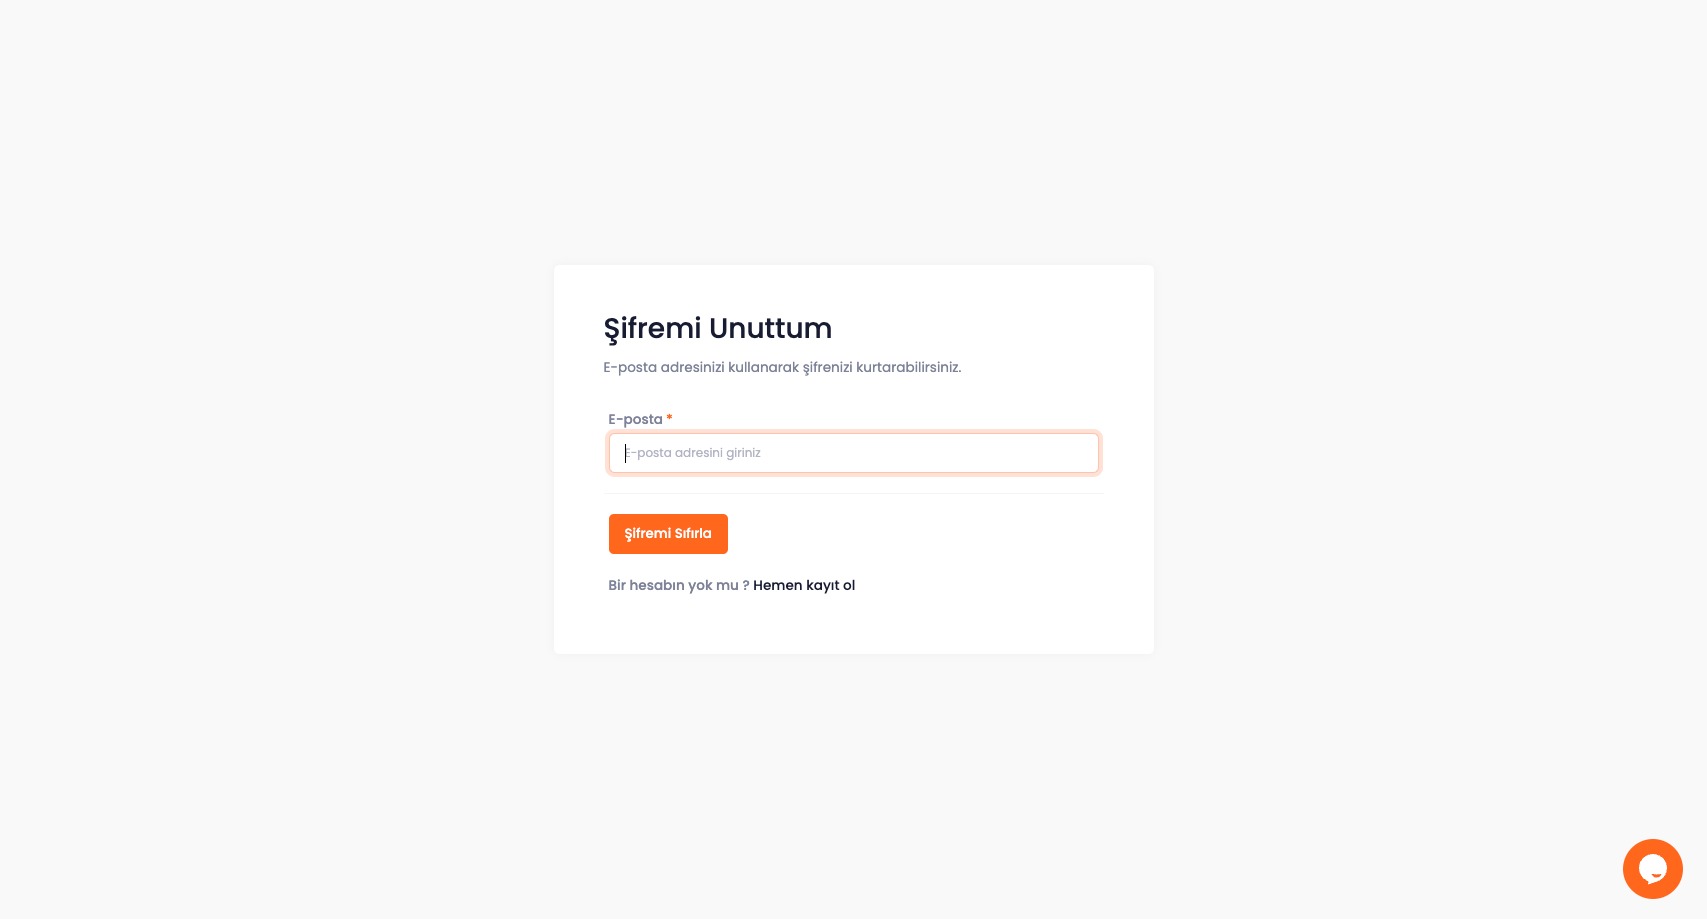 Şifremi Unuttum
E-posta adresinizi kullanarak şifrenizi kurtarabilirsiniz.
E-posta *
E-posta adresini giriniz
Şifremi Sıfırla
Bir hesabın yok mu ? Hemen kayıt ol